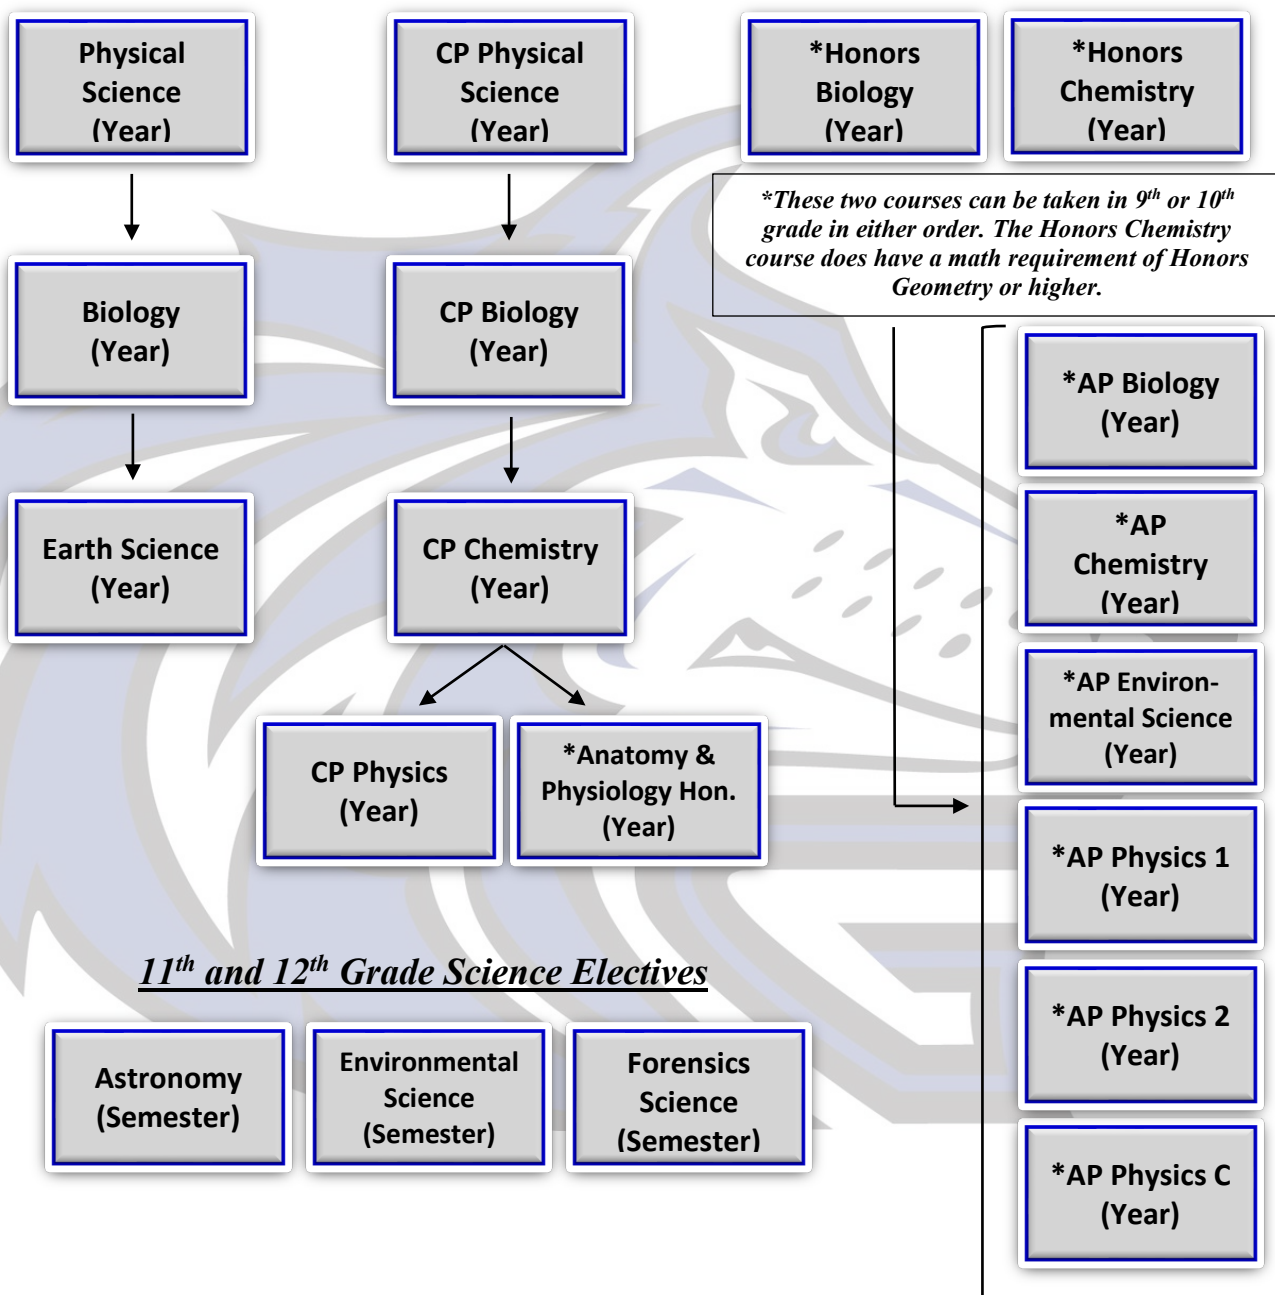 Physical
Science
(Year)
CP Physical
Science
(Year)
*Honors
Biology
(Year)
*Honors
Chemistry
(Year)
*These two courses can be taken in 9th or 10th
grade in either order. The Honors Chemistry
course does have a math requirement of Honors
Geometry or higher.
Biology
(Year)
CP Biology
(Year)
*AP Biology
(Year)
Earth Science
(Year)
CP Chemistry
(Year)
*AP
Chemistry
(Year)
*AP Environ-
mental Science
(Year)
CP Physics
(Year)
*Anatomy &
Physiology Hon.
(Year)
*AP Physics 1
(Year)
11th and 12th Grade Science Electives
*AP Physics 2
(Year)
Astronomy
(Semester)
Environmental
Science
(Semester)
Forensics
Science
(Semester)
*AP Physics C
(Year)